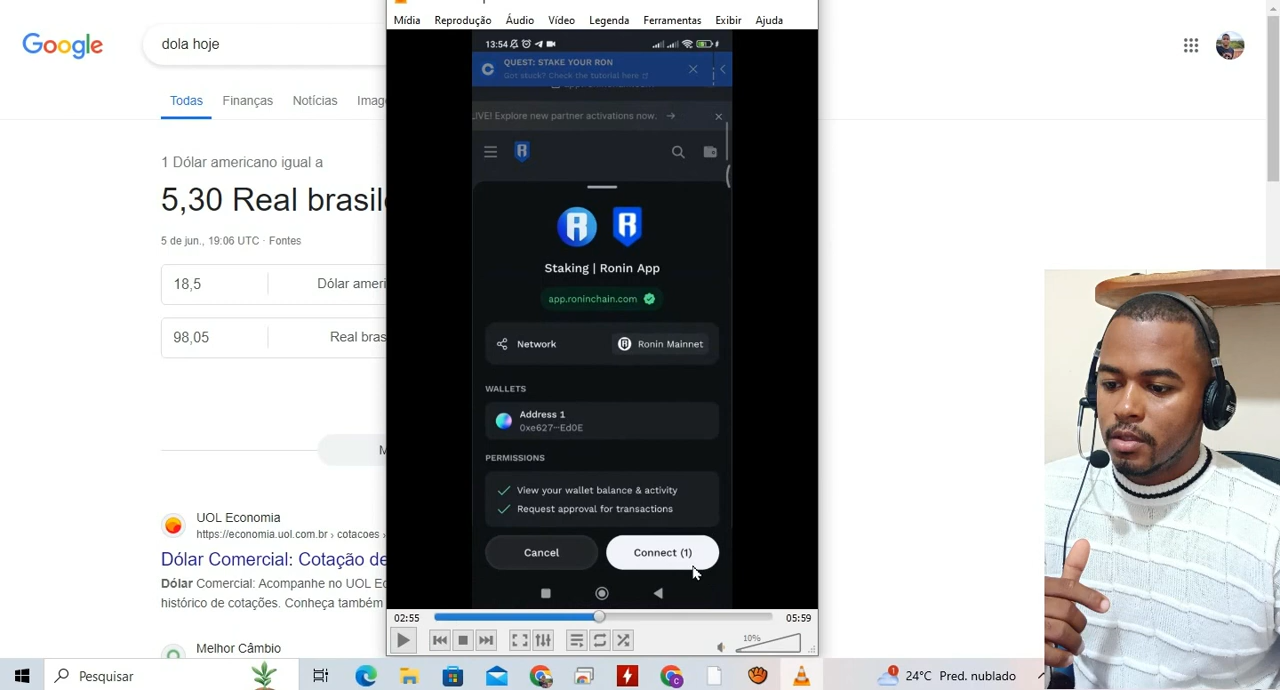 Google
dola hoje
Todas Finanças Notícias Imag
1 Dólar americano igual a
5,30 Real brasile
5 de jun., 19:06 UTC · Fontes
18,5 Dólar ameri
98,05 Real bras
M
UOL Economia
https://economia.uol.com.br › cotacoes ›
Dólar Comercial: Cotação de
Dólar Comercial: Acompanhe no UOL E
histórico de cotações. Conheça também
Melhor Câmbio
Mídia Reprodução Áudio Vídeo Legenda Ferramentas Exibir Ajuda
13:54
QUEST: STAKE YOUR RON
Got stuck? Check the tutorial here
LIVE! Explore new partner activations now. →
Staking | Ronin App
app.roninchain.com
Network Ronin Mainnet
WALLETS
Address 1
0xe627···Ed0E
PERMISSIONS
View your wallet balance & activity
Request approval for transactions
Cancel Connect (1)
02:55 05:59
10%
Pesquisar
1
24°C Pred. nublado